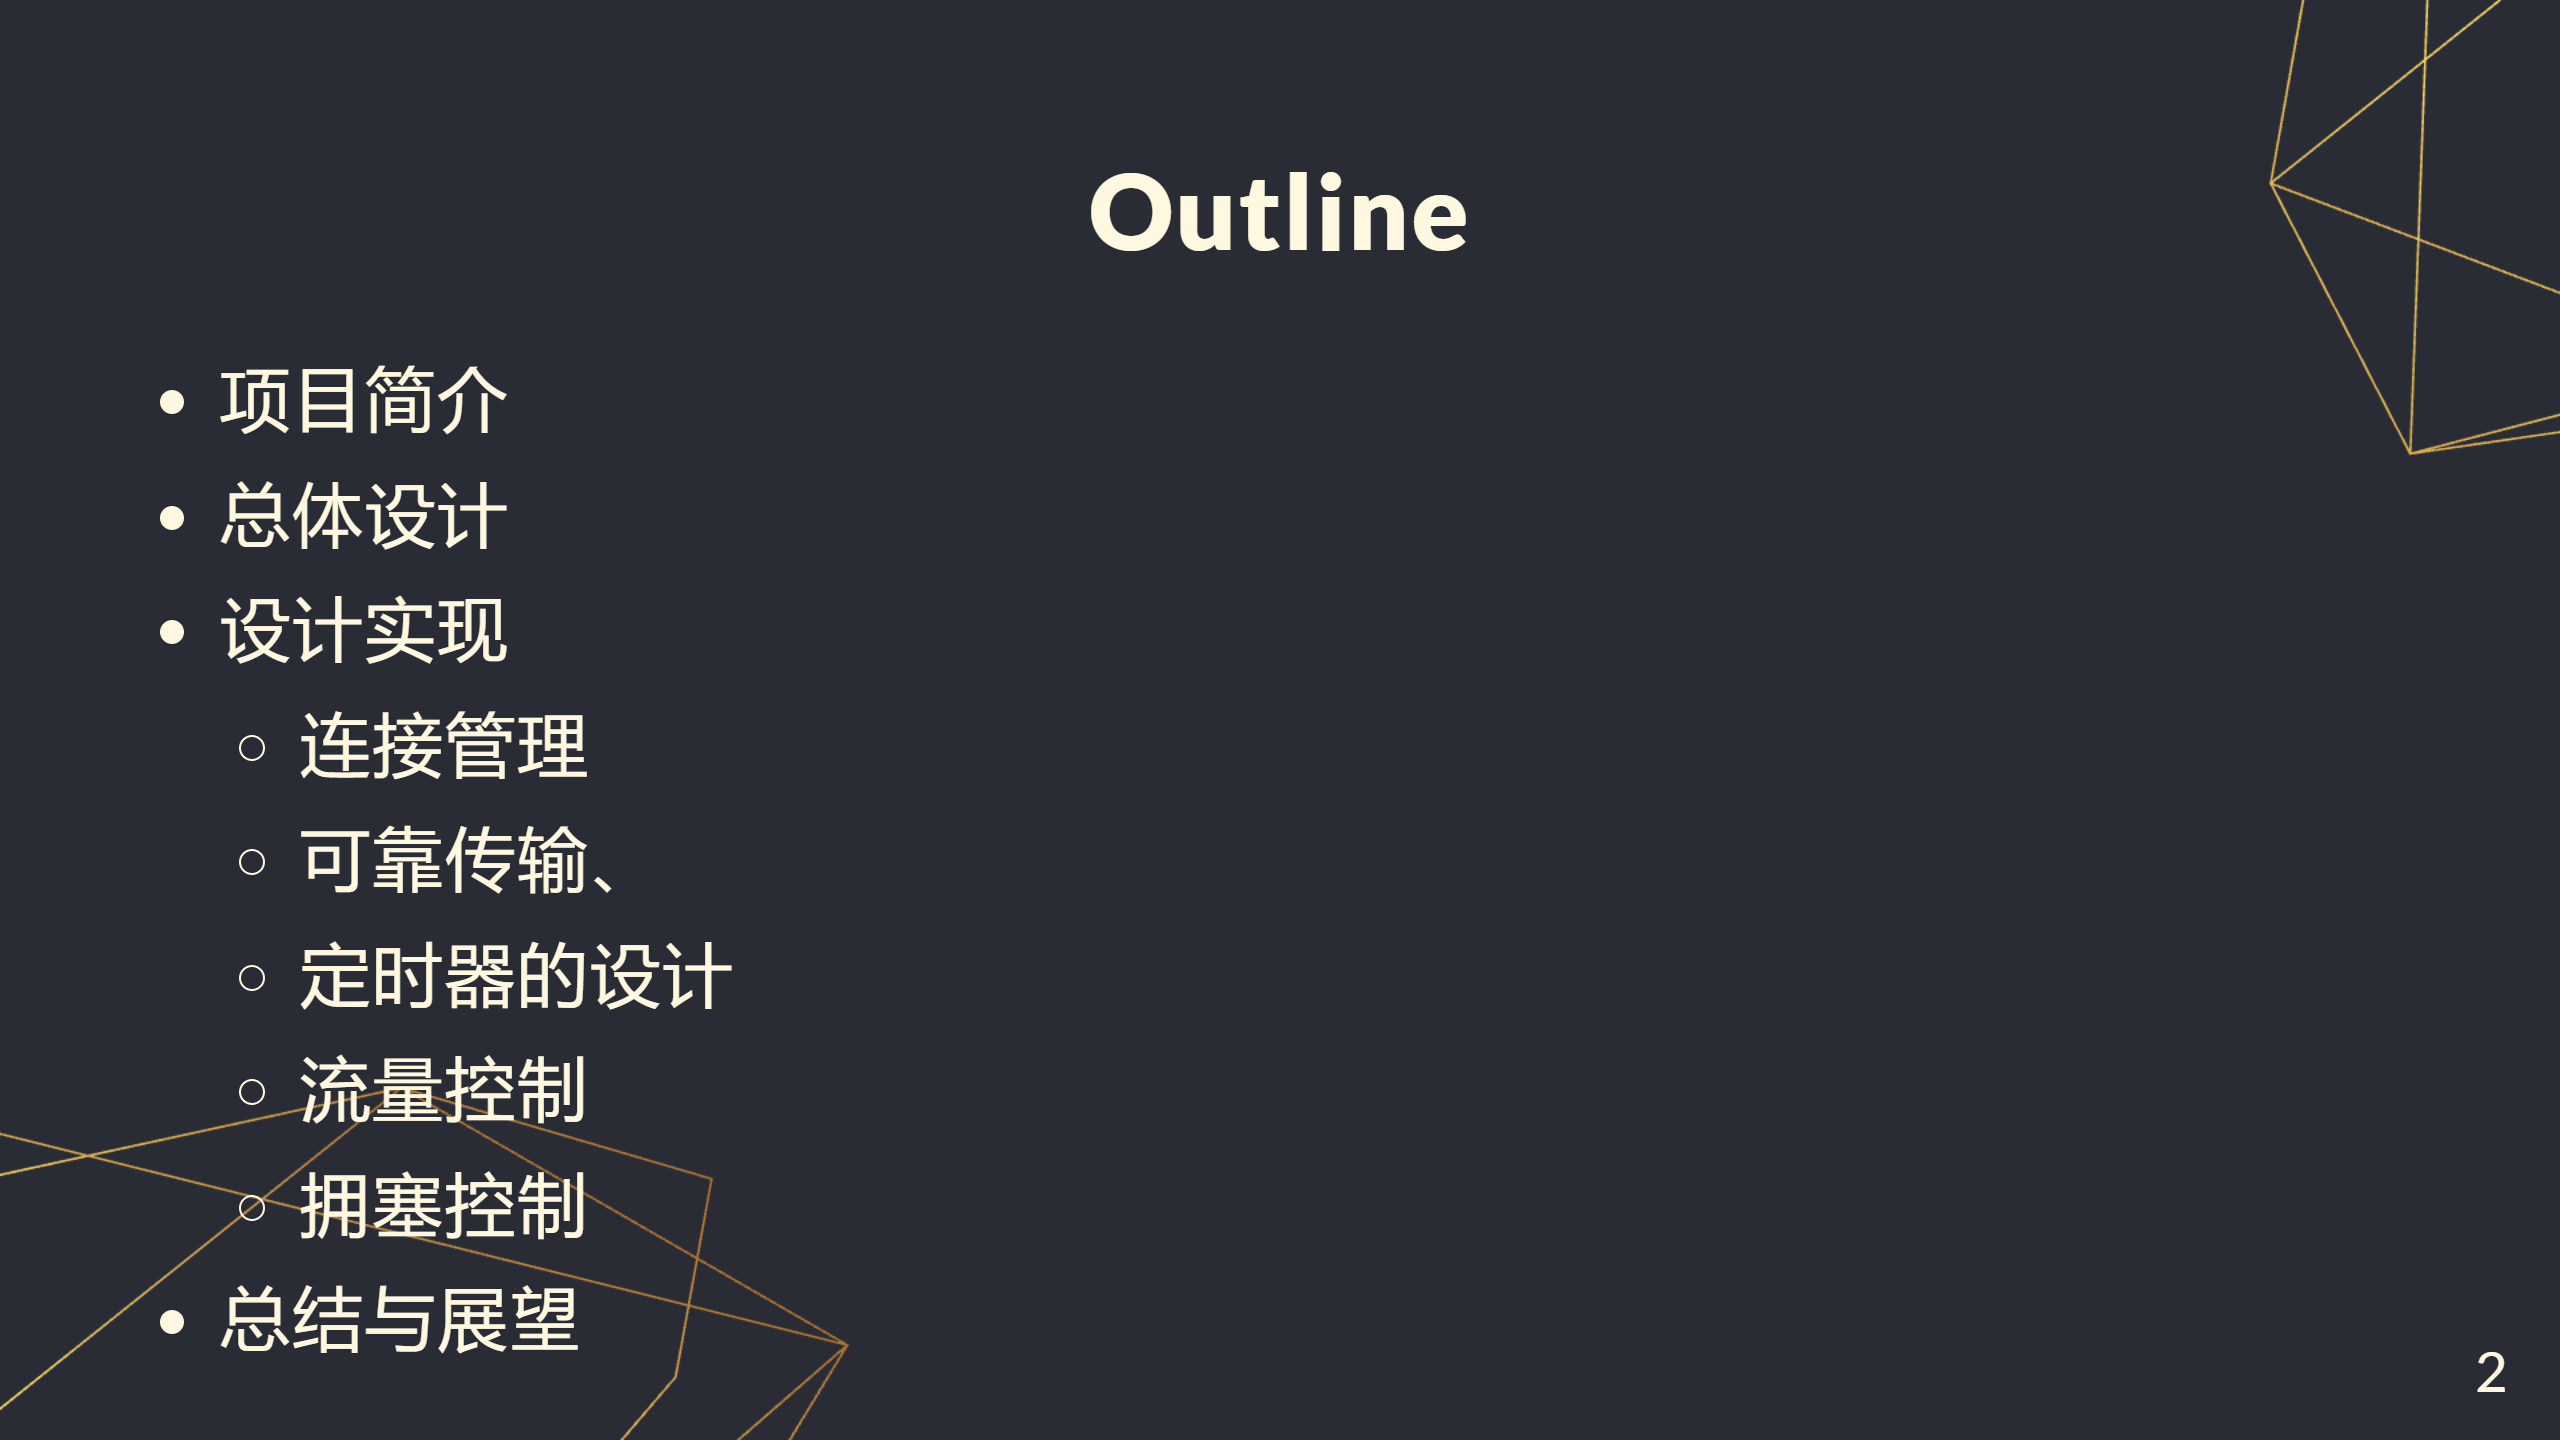 Outline
• 项目简介
• 总体设计
• 设计实现
○ 连接管理
○ 可靠传输、
○ 定时器的设计
○ 流量控制
○ 拥塞控制
• 总结与展望
2